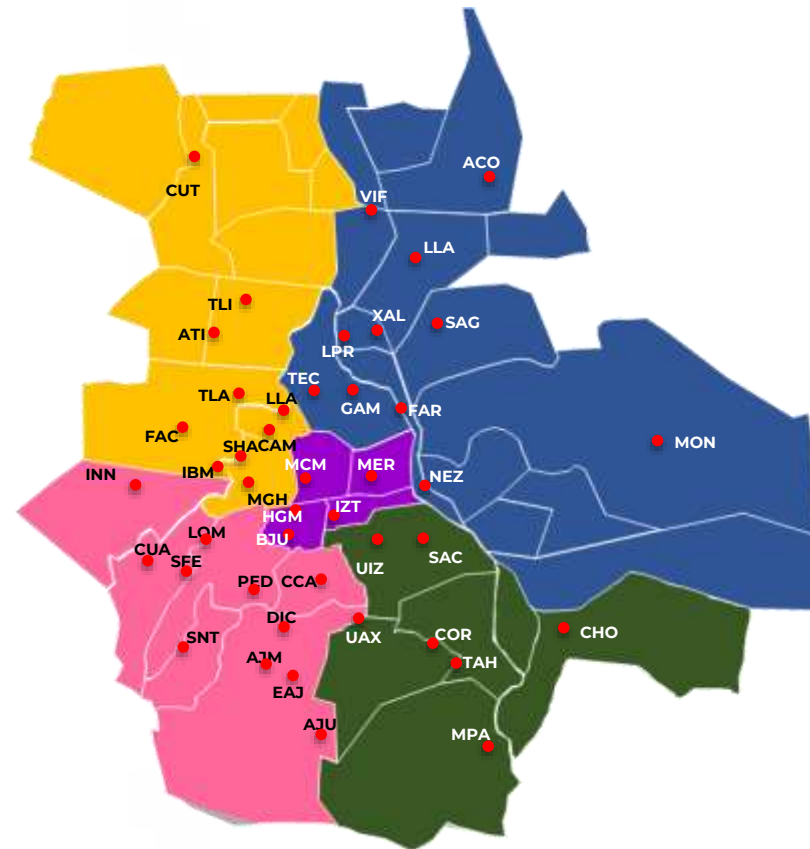 ACO
CUT
VIF
LLA
TLI
XAL
SAG
ATI
LPR
TEC
TLA
LLA
GAM
FAR
FAC
MON
SHA
CAM
IBM
INN
MCM
MER
NEZ
MGH
HGM
IZT
LOM
BJU
CUA
SFE
UIZ
SAC
PED
CCA
DIC
UAX
COR
CHO
SNT
AJM
TAH
EAJ
AJU
MPA